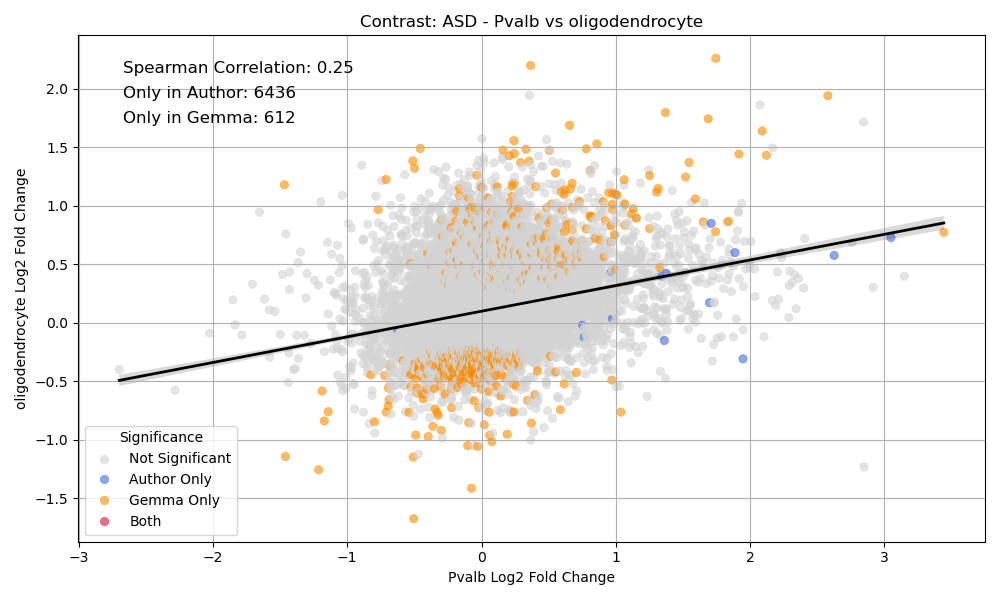 Contrast: ASD - Pvalb vs oligodendrocyte
Spearman Correlation: 0.25
Only in Author: 6436
Only in Gemma: 612
oligodendrocyte Log2 Fold Change
2.0
1.5
1.0
0.5
0.0
−0.5
−1.0
−1.5
Significance
Not Significant
Author Only
Gemma Only
Both
−3 −2 −1 0 1 2 3
Pvalb Log2 Fold Change